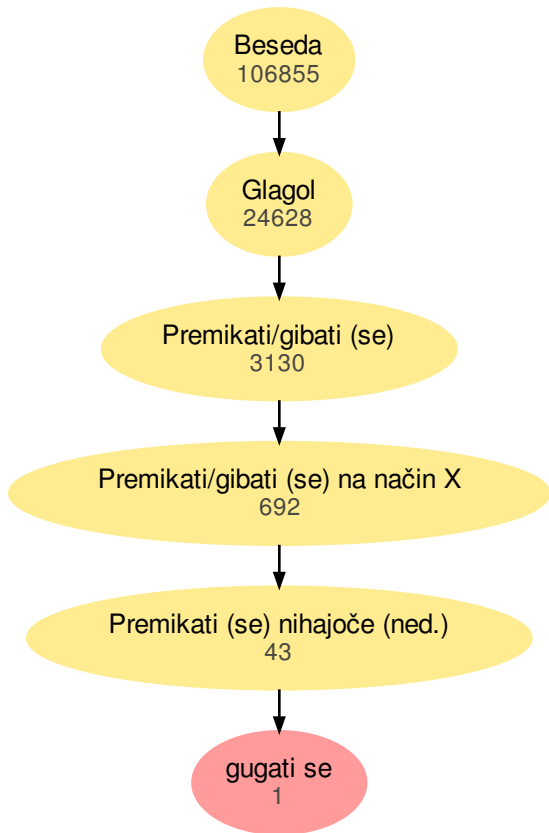 Beseda
106855
Glagol
24628
Premikati/gibati (se)
3130
Premikati/gibati (se) na način X
692
Premikati (se) nihajoče (ned.)
43
gugati se
1